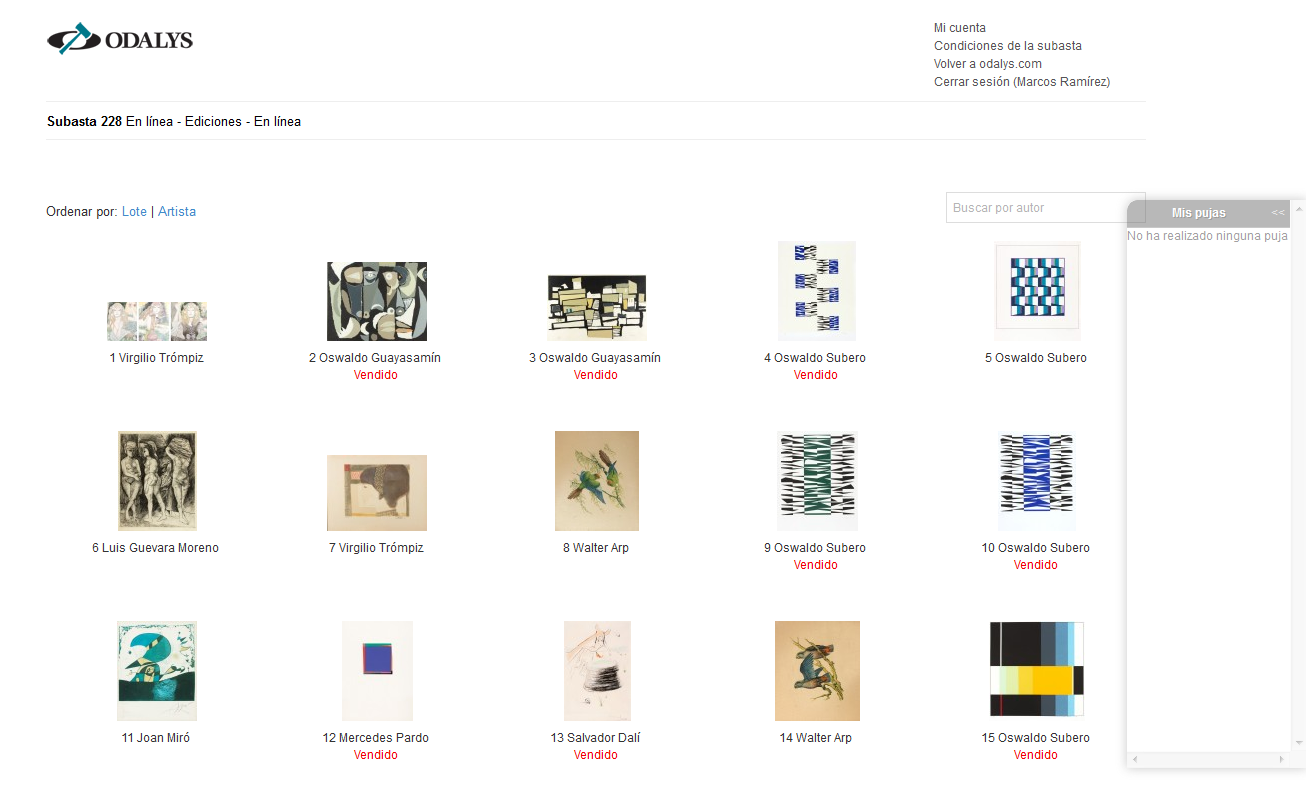 ODALYS
Mi cuenta
Condiciones de la subasta
Volver a odalys.com
Cerrar sesión (Marcos Ramírez)
Subasta 228 En línea - Ediciones - En línea
Ordenar por: Lote | Artista
Buscar por autor
Mis pujas <<
No ha realizado ninguna puja
1 Virgilio Trómpiz
2 Oswaldo Guayasamín
Vendido
3 Oswaldo Guayasamín
Vendido
4 Oswaldo Subero
Vendido
5 Oswaldo Subero
6 Luis Guevara Moreno
7 Virgilio Trómpiz
8 Walter Arp
9 Oswaldo Subero
Vendido
10 Oswaldo Subero
Vendido
11 Joan Miró
12 Mercedes Pardo
Vendido
13 Salvador Dalí
Vendido
14 Walter Arp
15 Oswaldo Subero
Vendido